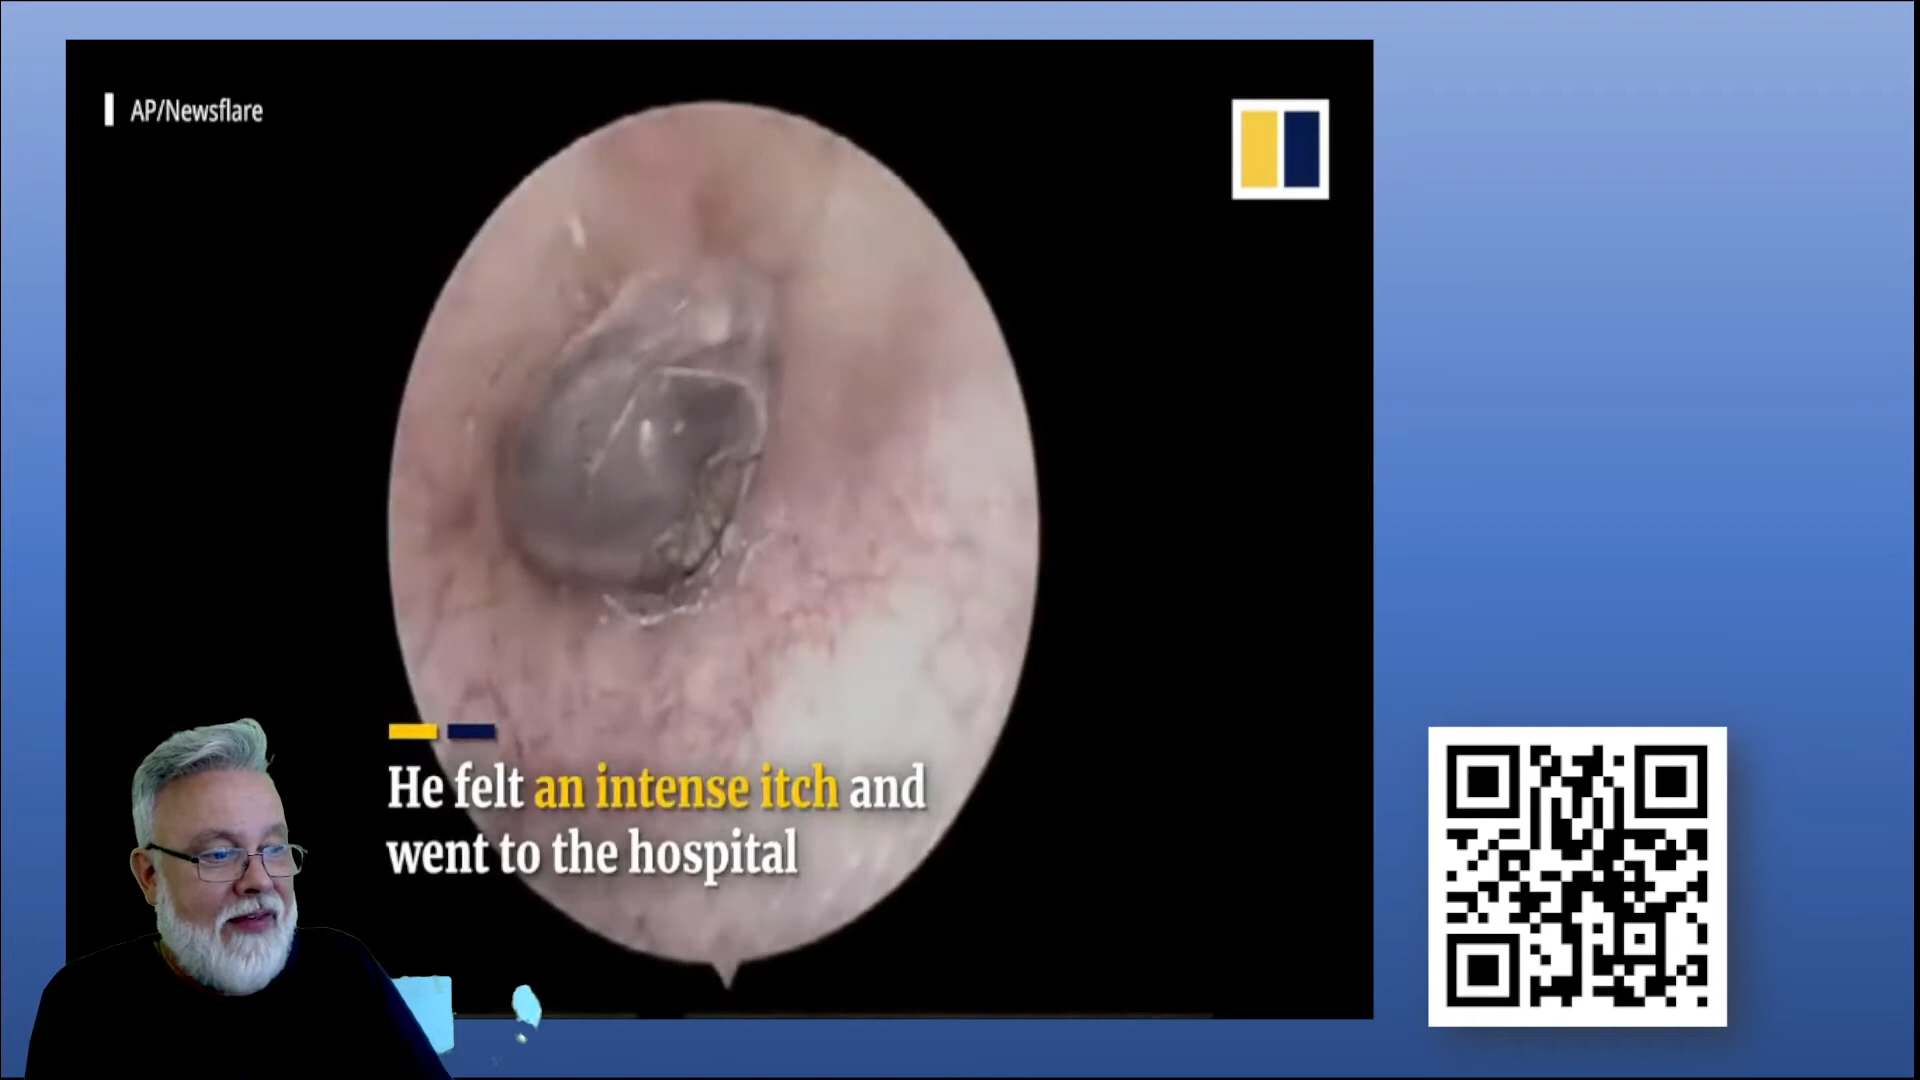 AP/Newsflare
He felt an intense itch and
went to the hospital